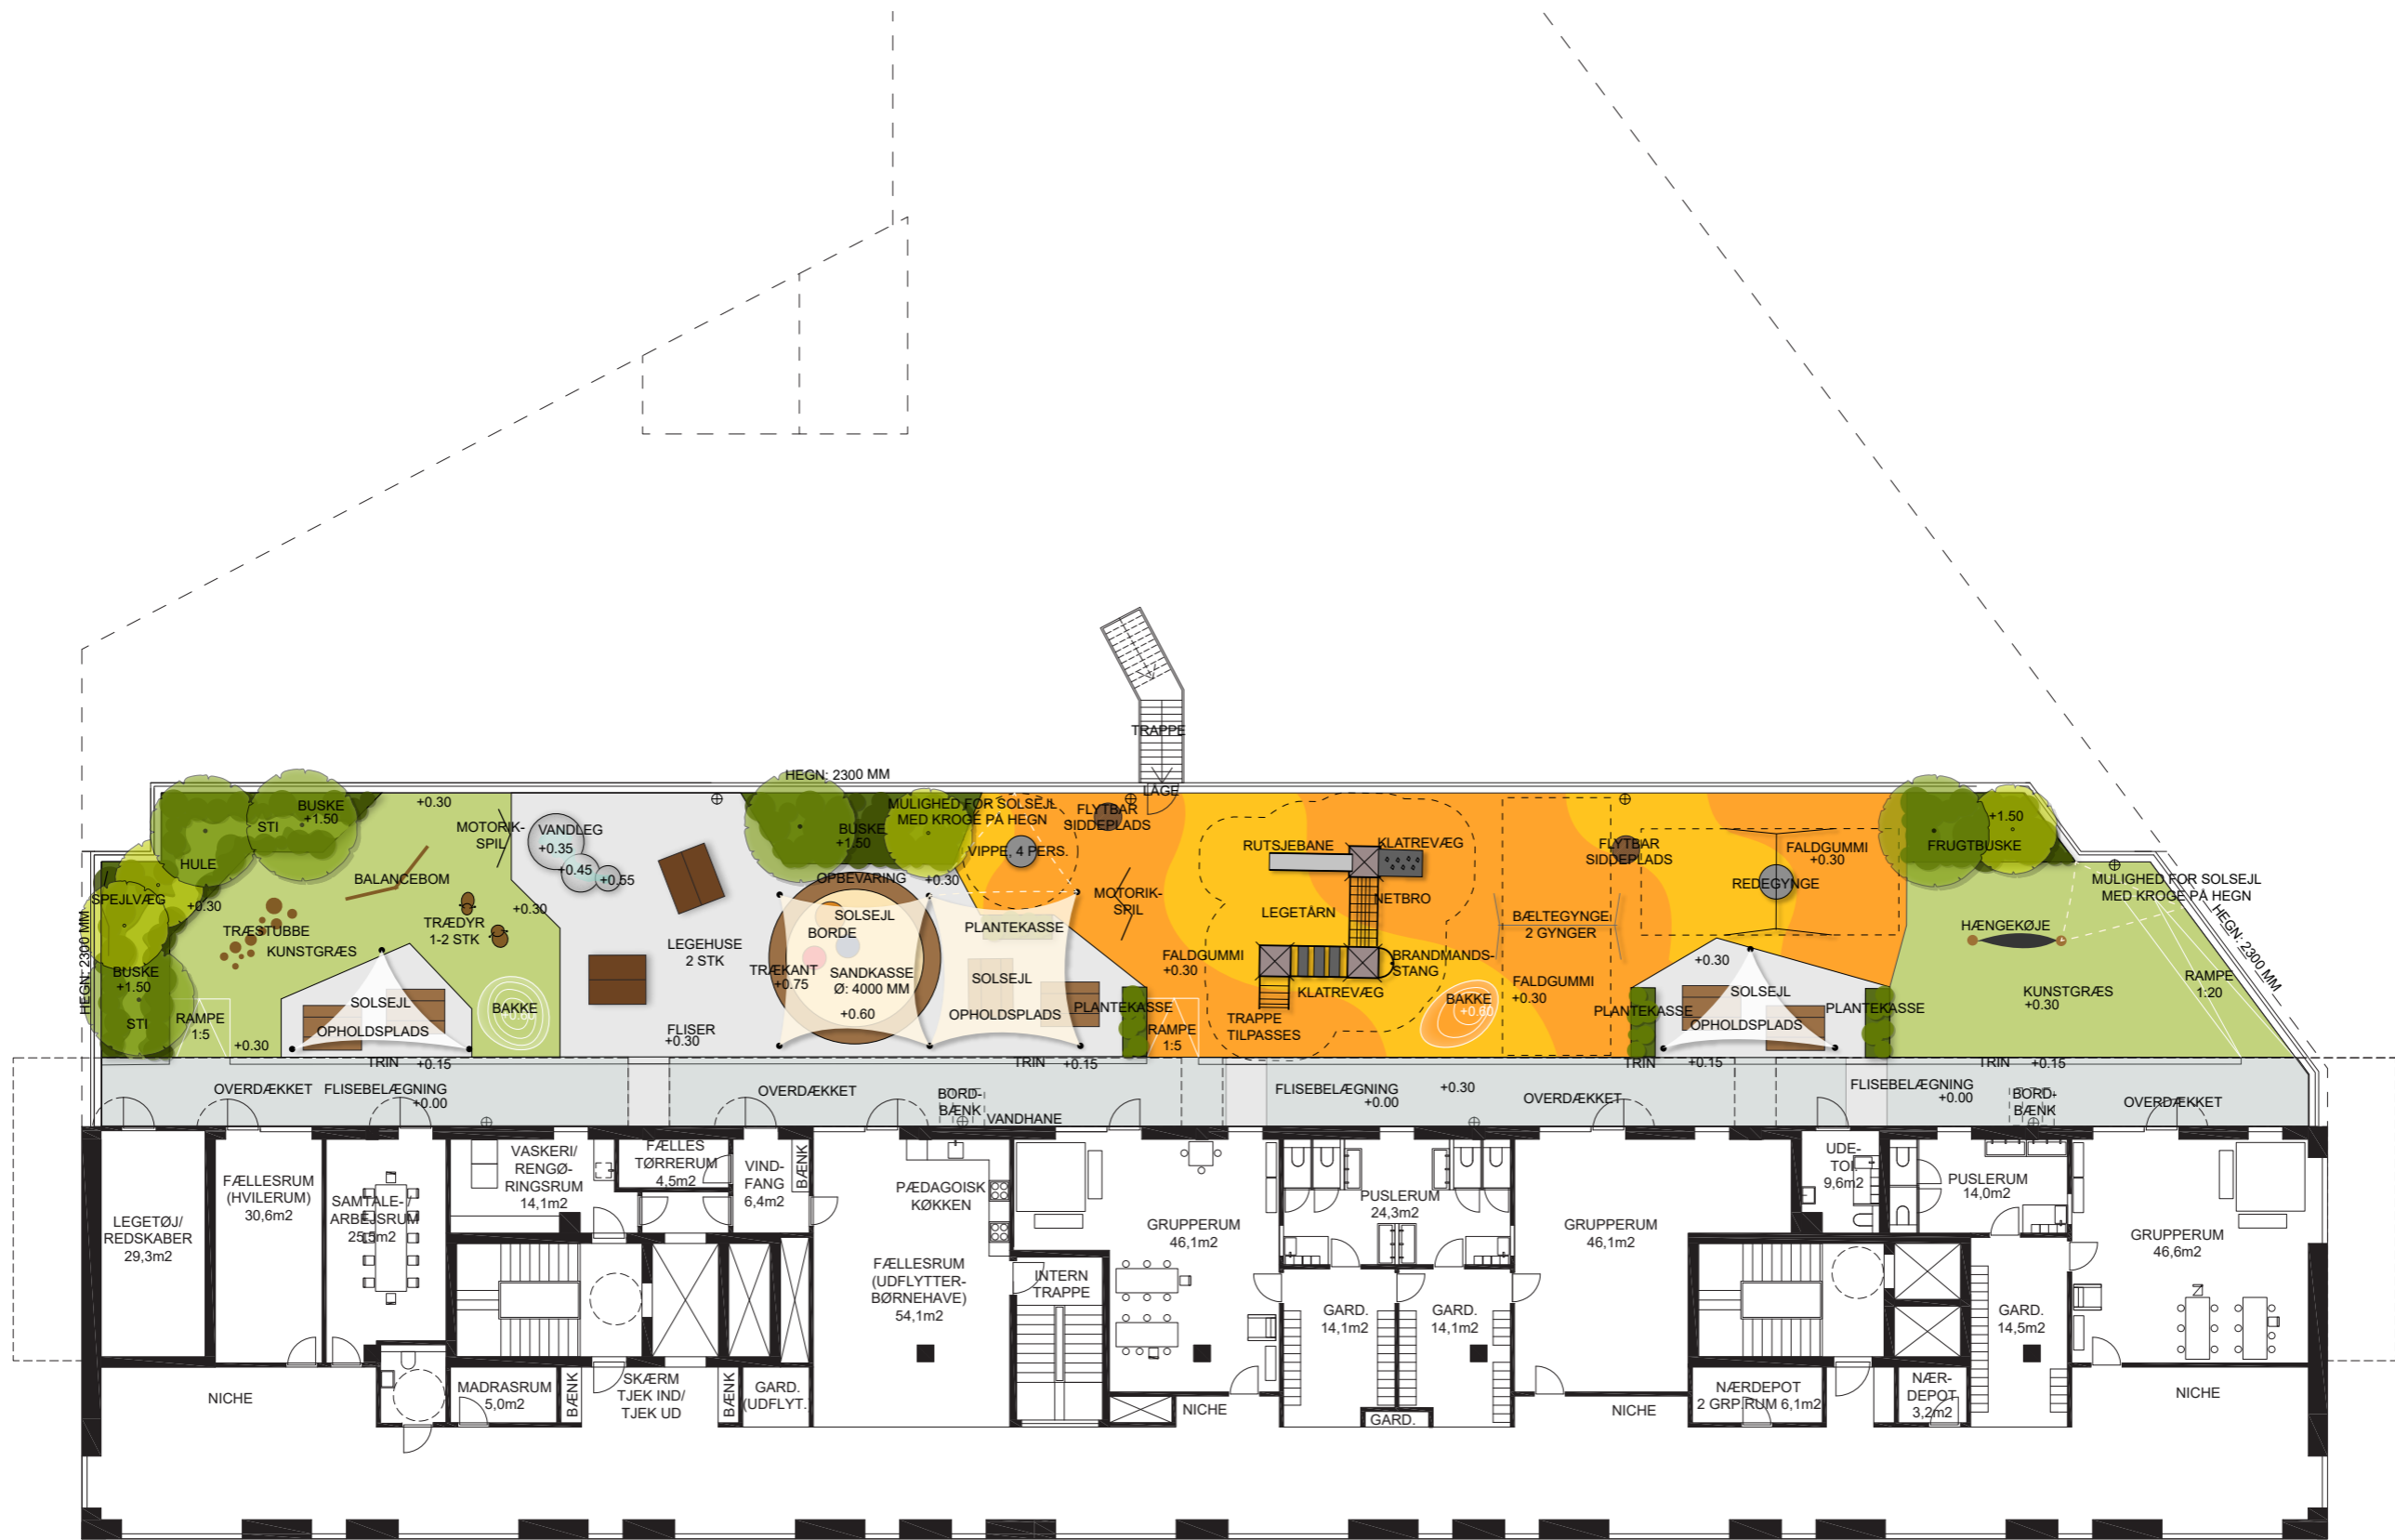 TRAPPE
HEGN: 2300 MM
LÅGE
BUSKE
+1.50
STI
HULE
+0.30
MOTORIK-
SPIL
VANDLEG
+0.35
+0.45
+0.55
BALANCEBOM
SPEJLVÆG
+0.30
TRÆSTUBBE
KUNSTGRÆS
TRÆDYR
1-2 STK
+0.30
HEGN: 2300 MM
BUSKE
+1.50
STI
RAMPE
1:5
+0.30
SOLSEJL
OPHOLDSPLADS
BAKKE
+0.60
LEGEHUSE
2 STK
FLISER
+0.30
MULIGHED FOR SOLSEJL
MED KROGE PÅ HEGN
BUSKE
+1.50
OPBEVARING
+0.30
SOLSEJL
BORDE
TRÆKANT
+0.75
SANDKASSE
Ø: 4000 MM
+0.60
PLANTEKASSE
SOLSEJL
OPHOLDSPLADS
PLANTEKASSE
VIPPE, 4 PERS.
FLYTBAR
SIDDEPLADS
MOTORIK-
SPIL
FALDGUMMI
+0.30
RAMPE
1:5
RUTSJEBANE
KLATREVÆG
NETBRO
LEGETÅRN
BRANDMANDS-
STANG
KLATREVÆG
TRAPPE
TILPASSES
BAKKE
+0.60
BÆLTEGYNGE
2 GYNGER
FALDGUMMI
+0.30
FLYTBAR
SIDDEPLADS
FALDGUMMI
+0.30
REDEGYNGE
PLANTEKASSE
+0.30
SOLSEJL
OPHOLDSPLADS
PLANTEKASSE
+1.50
FRUGTBUSKE
MULIGHED FOR SOLSEJL
MED KROGE PÅ HEGN
HEGN: 2300 MM
HÆNGEKØJE
KUNSTGRÆS
+0.30
RAMPE
1:20
TRIN
+0.15
TRIN
+0.15
TRIN
+0.15
TRIN
+0.15
OVERDÆKKET
FLISEBELÆGNING
+0.00
OVERDÆKKET
BORD-
BÆNK
VANDHANE
FLISEBELÆGNING
+0.00
+0.30
OVERDÆKKET
FLISEBELÆGNING
+0.00
BORD-
BÆNK
OVERDÆKKET
LEGETØJ/
REDSKABER
29,3m2
FÆLLESRUM
(HVILERUM)
30,6m2
SAMTALE-/
ARBEJSRUM
25,5m2
VASKERI/
RENGØ-
RINGSRUM
14,1m2
FÆLLES
TØRRERUM
4,5m2
VIND-
FANG
6,4m2
BÆNK
PÆDAGOISK
KØKKEN
FÆLLESRUM
(UDFLYTTER-
BØRNEHAVE)
54,1m2
INTERN
TRAPPE
GRUPPERUM
46,1m2
PUSLERUM
24,3m2
GARD.
14,1m2
GARD.
14,1m2
GARD.
GRUPPERUM
46,1m2
UDE-
TOI.
9,6m2
PUSLERUM
14,0m2
GARD.
14,5m2
GRUPPERUM
46,6m2
NICHE
MADRASRUM
5,0m2
BÆNK
SKÆRM
TJEK IND/
TJEK UD
BÆNK
GARD.
(UDFLYT.
NICHE
NICHE
NÆRDEPOT
2 GRP.RUM 6,1m2
NÆR-
DEPOT
3,2m2
NICHE